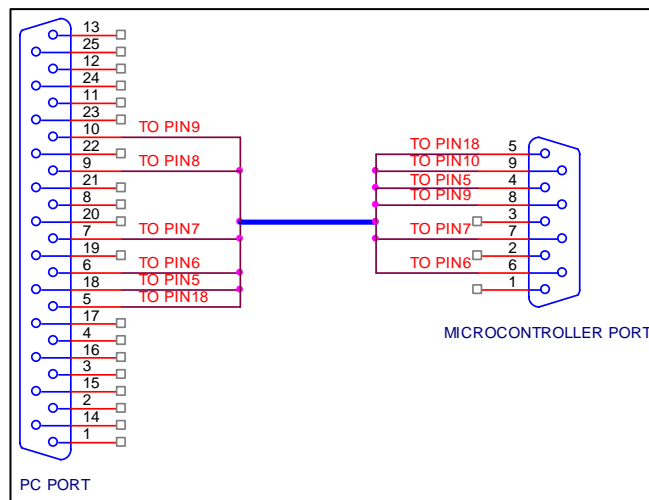 13
25
12
24
11
23
10 TO PIN9
22
9 TO PIN8
21
8
20
7 TO PIN7
19
6 TO PIN6
18 TO PIN5
5 TO PIN18
17
4
16
3
15
2
14
1
PC PORT
TO PIN18 5
TO PIN10 9
TO PIN5 4
TO PIN9 8
3
TO PIN7 7
2
TO PIN6 6
1
MICROCONTROLLER PORT